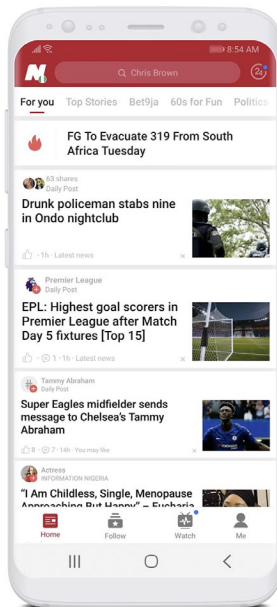 8:54 AM
M
Chris Brown
24
For you Top Stories Bet9ja 60s for Fun Politics
FG To Evacuate 319 From South
Africa Tuesday
63 shares
Daily Post
Drunk policeman stabs nine
in Ondo nightclub
· 1h · Latest news ×
Premier League
Daily Post
EPL: Highest goal scorers in
Premier League after Match
Day 5 fixtures [Top 15]
· 1 · 1h · Latest news ×
Tammy Abraham
Daily Post
Super Eagles midfielder sends
message to Chelsea's Tammy
Abraham
8 · 7 · 14h · You may like ×
Actress
INFORMATION NIGERIA
"I Am Childless, Single, Menopause
Approaching But Happy" – Eucharia
Home Follow Watch Me